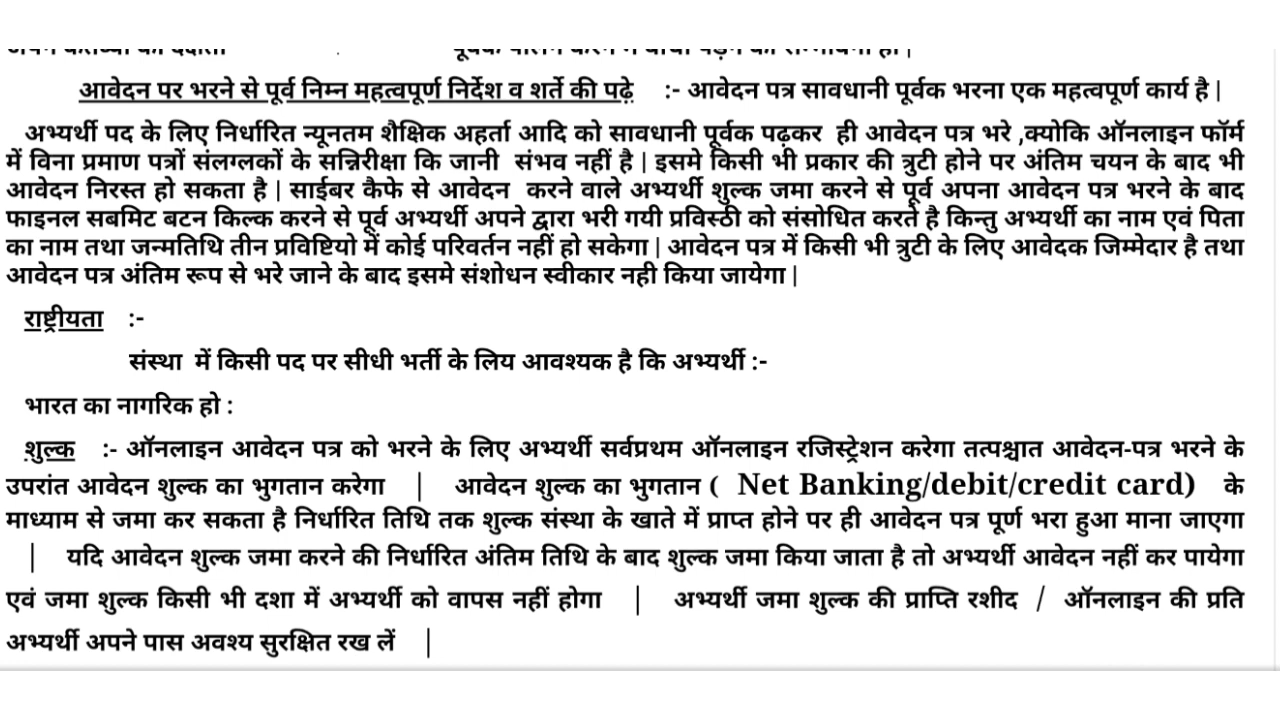 आवेदन पर भरने से पूर्व निम्न महत्वपूर्ण निर्देश व शर्ते की पढ़े :- आवेदन पत्र सावधानी पूर्वक भरना एक महत्वपूर्ण कार्य है |
अभ्यर्थी पद के लिए निर्धारित न्यूनतम शैक्षिक अहर्ता आदि को सावधानी पूर्वक पढ़कर ही आवेदन पत्र भरे ,क्योकि ऑनलाइन फॉर्म
में विना प्रमाण पत्रों संलग्लकों के सन्निरीक्षा कि जानी संभव नहीं है | इसमे किसी भी प्रकार की त्रुटी होने पर अंतिम चयन के बाद भी
आवेदन निरस्त हो सकता है | साईबर कैफे से आवेदन करने वाले अभ्यर्थी शुल्क जमा करने से पूर्व अपना आवेदन पत्र भरने के बाद
फाइनल सबमिट बटन किल्क करने से पूर्व अभ्यर्थी अपने द्वारा भरी गयी प्रविस्ठी को संसोधित करते है किन्तु अभ्यर्थी का नाम एवं पिता
का नाम तथा जन्मतिथि तीन प्रविष्टियो में कोई परिवर्तन नहीं हो सकेगा | आवेदन पत्र में किसी भी त्रुटी के लिए आवेदक जिम्मेदार है तथा
आवेदन पत्र अंतिम रूप से भरे जाने के बाद इसमे संशोधन स्वीकार नही किया जायेगा |
राष्ट्रीयता :-
संस्था में किसी पद पर सीधी भर्ती के लिय आवश्यक है कि अभ्यर्थी :-
भारत का नागरिक हो :
शुल्क :- ऑनलाइन आवेदन पत्र को भरने के लिए अभ्यर्थी सर्वप्रथम ऑनलाइन रजिस्ट्रेशन करेगा तत्पश्चात आवेदन-पत्र भरने के
उपरांत आवेदन शुल्क का भुगतान करेगा | आवेदन शुल्क का भुगतान ( Net Banking/debit/credit card) के
माध्याम से जमा कर सकता है निर्धारित तिथि तक शुल्क संस्था के खाते में प्राप्त होने पर ही आवेदन पत्र पूर्ण भरा हुआ माना जाएगा
| यदि आवेदन शुल्क जमा करने की निर्धारित अंतिम तिथि के बाद शुल्क जमा किया जाता है तो अभ्यर्थी आवेदन नहीं कर पायेगा
एवं जमा शुल्क किसी भी दशा में अभ्यर्थी को वापस नहीं होगा | अभ्यर्थी जमा शुल्क की प्राप्ति रशीद / ऑनलाइन की प्रति
अभ्यर्थी अपने पास अवश्य सुरक्षित रख लें |